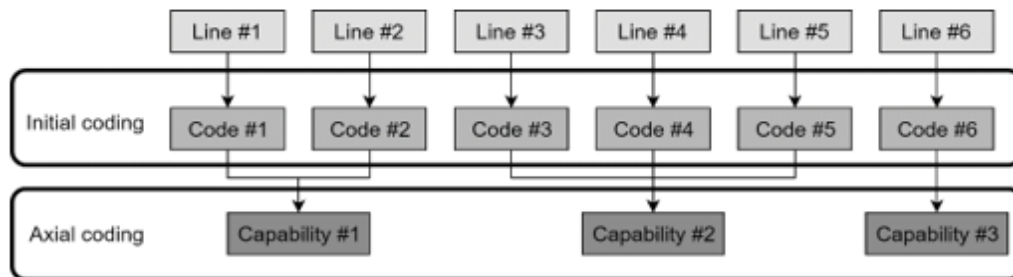 Line #1 Line #2 Line #3 Line #4 Line #5 Line #6
Initial coding Code #1 Code #2 Code #3 Code #4 Code #5 Code #6
Axial coding Capability #1 Capability #2 Capability #3